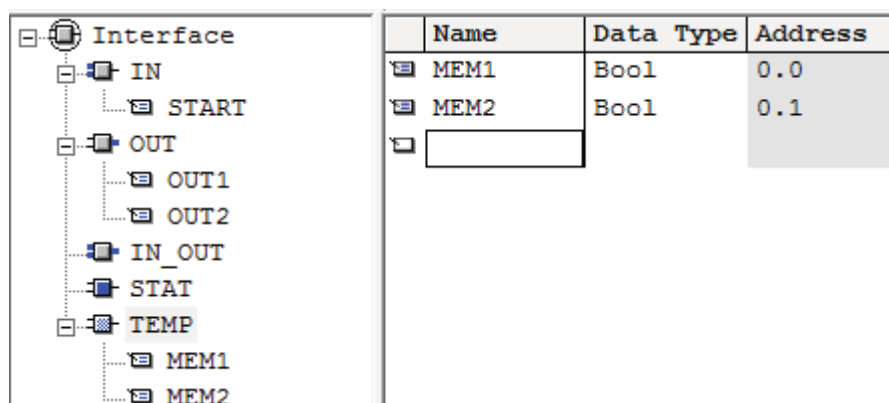 Interface
IN
START
OUT
OUT1
OUT2
IN_OUT
STAT
TEMP
MEM1
MEM2
Name Data Type Address
MEM1 Bool 0.0
MEM2 Bool 0.1